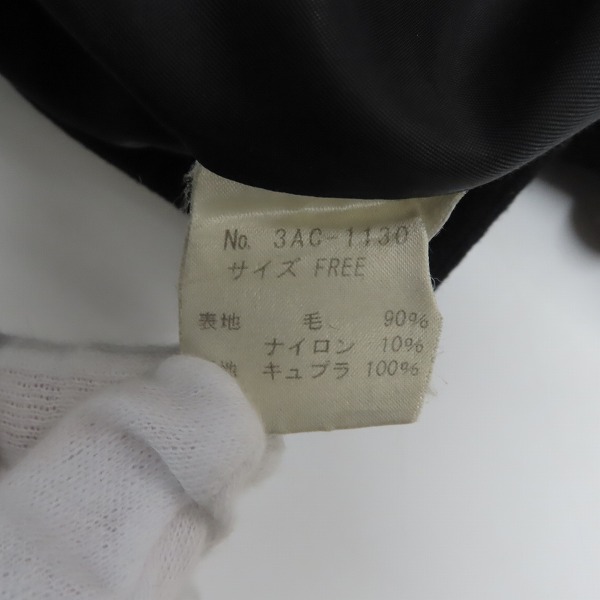 No. 3AC-1130
サイズ FREE
表地 毛 90%
ナイロン 10%
地 キュプラ 100%